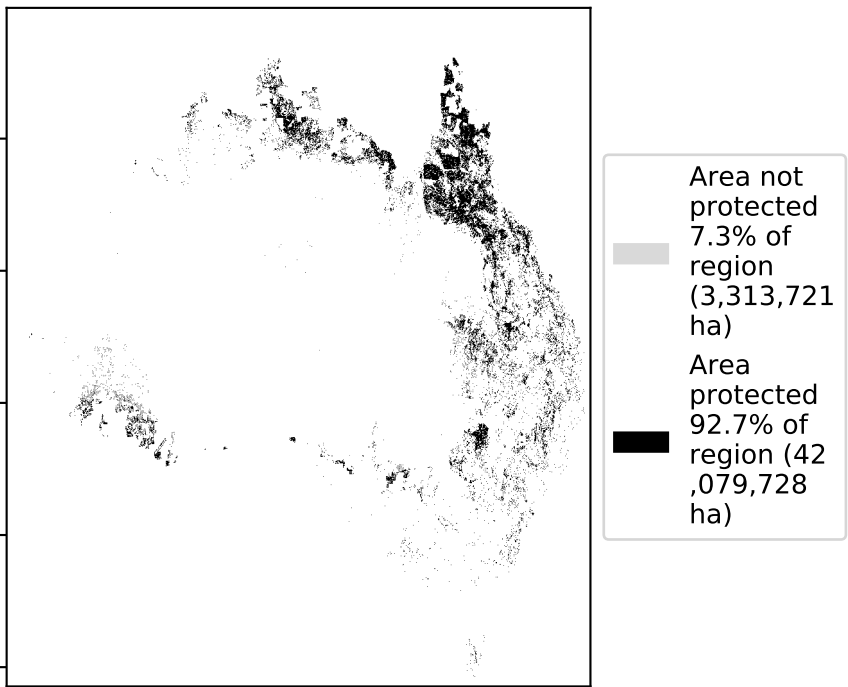 Area not
protected
7.3% of
region
(3,313,721
ha)
Area
protected
92.7% of
region (42
,079,728
ha)